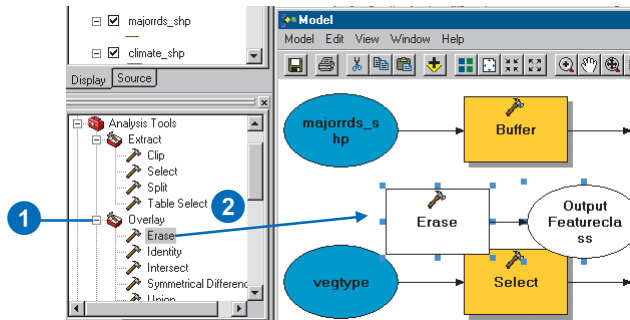 majorrds_shp
climate_shp
Display
Source
Analysis Tools
Extract
Clip
Select
Split
Table Select
1
Overlay
2
Erase
Identity
Intersect
Symmetrical Differenc
Union
Model
Model Edit View Window Help
majorrds_s
hp
Buffer
Erase
Output
Featurecla
ss
vegtype
Select